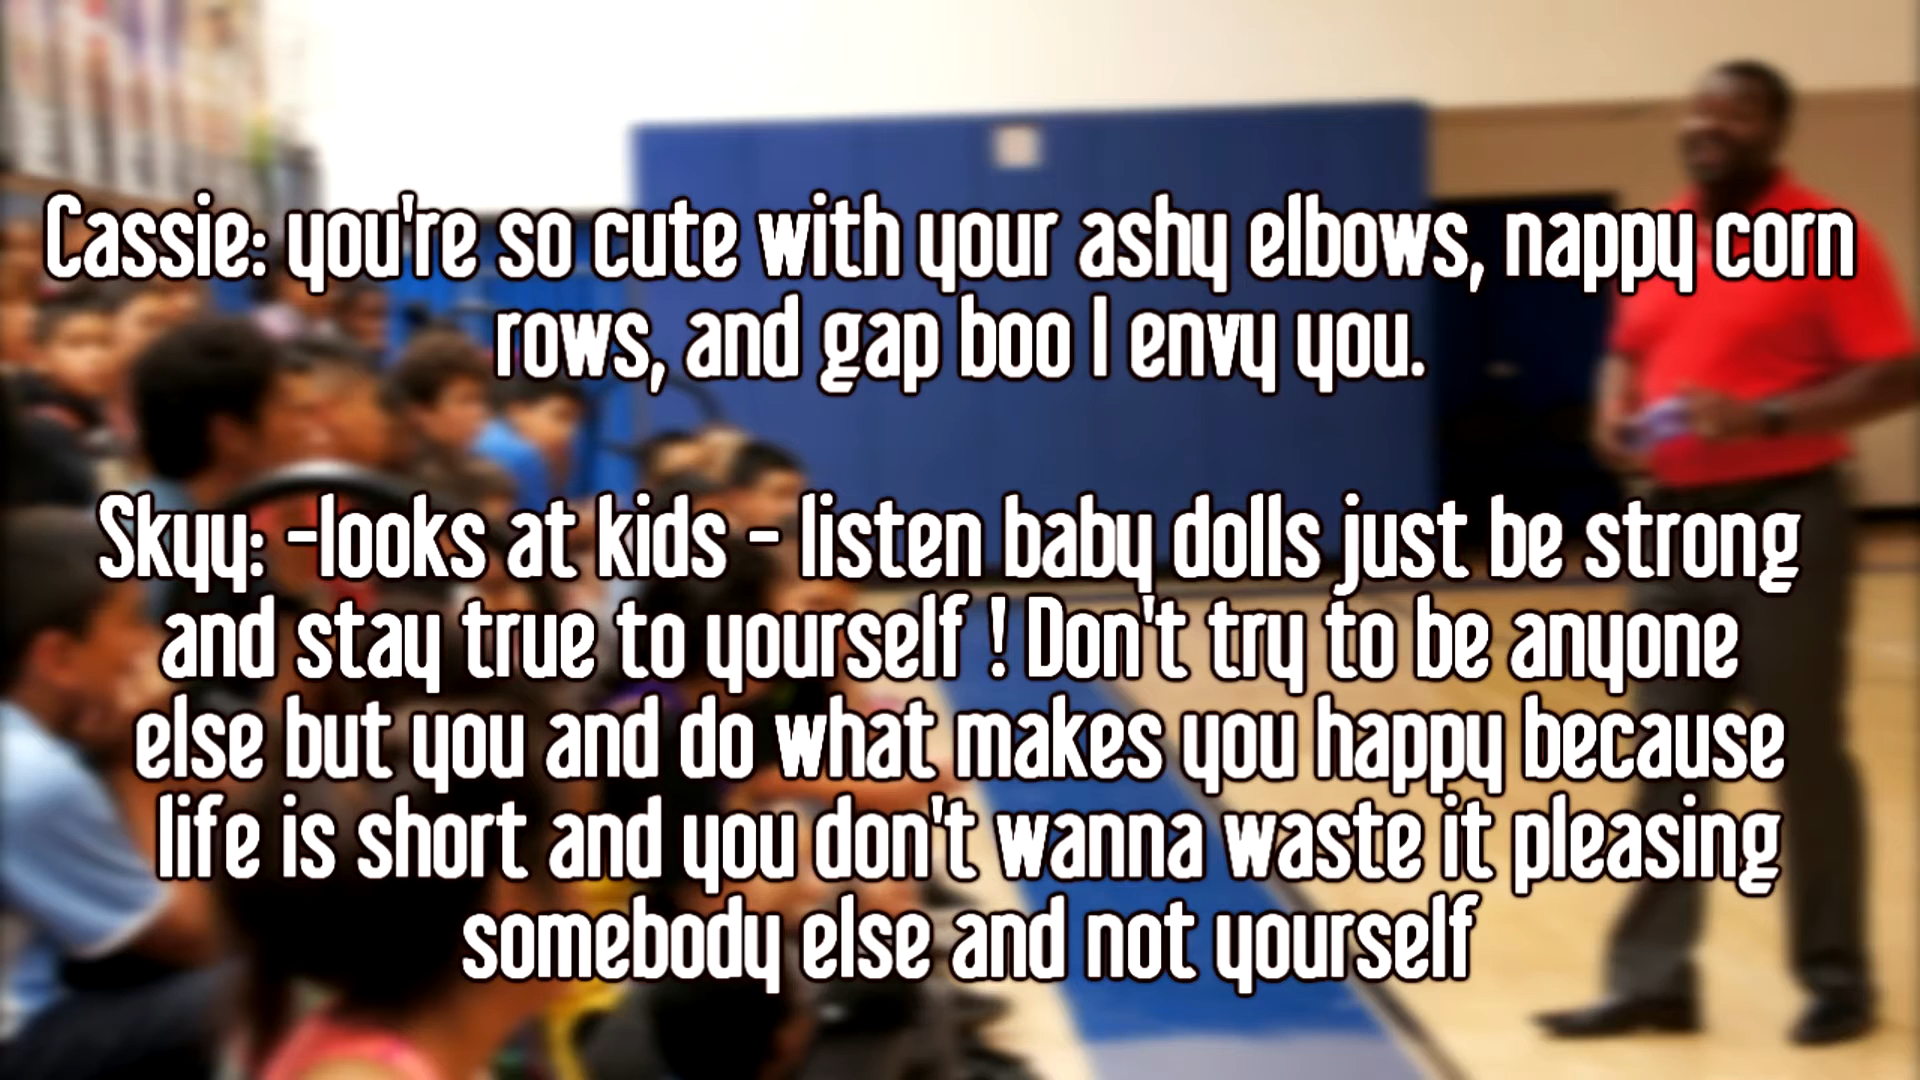 Cassie: you're so cute with your ashy elbows, nappy corn
rows, and gap boo I envy you.
Skyy: -looks at kids - listen baby dolls just be strong
and stay true to yourself ! Don't try to be anyone
else but you and do what makes you happy because
life is short and you don't wanna waste it pleasing
somebody else and not yourself